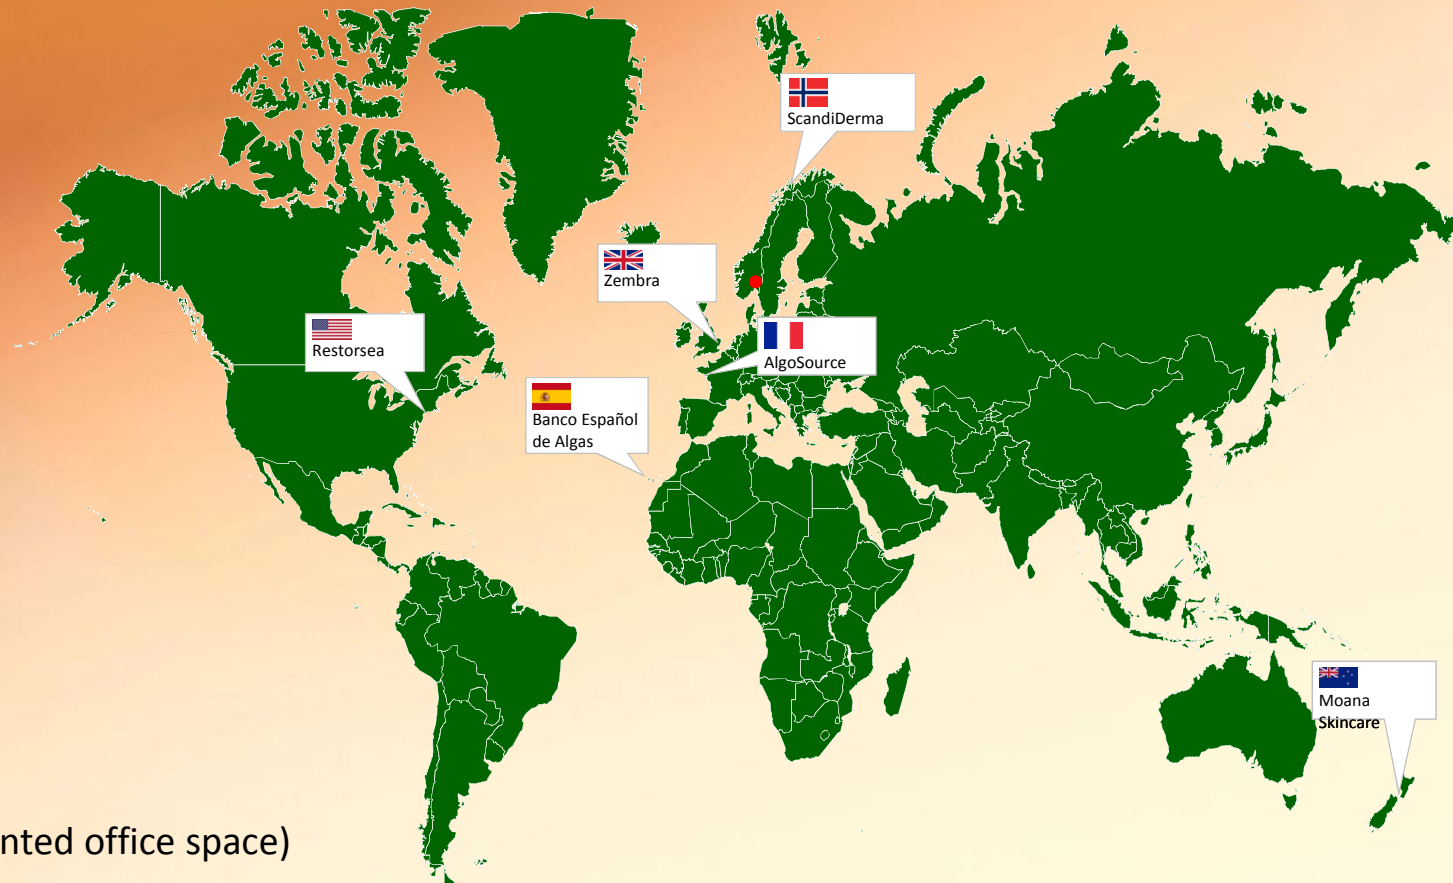 ScandiDerma
Zembra
Restorsea
AlgoSource
Banco Español
de Algas
Moana
Skincare
nted office space)